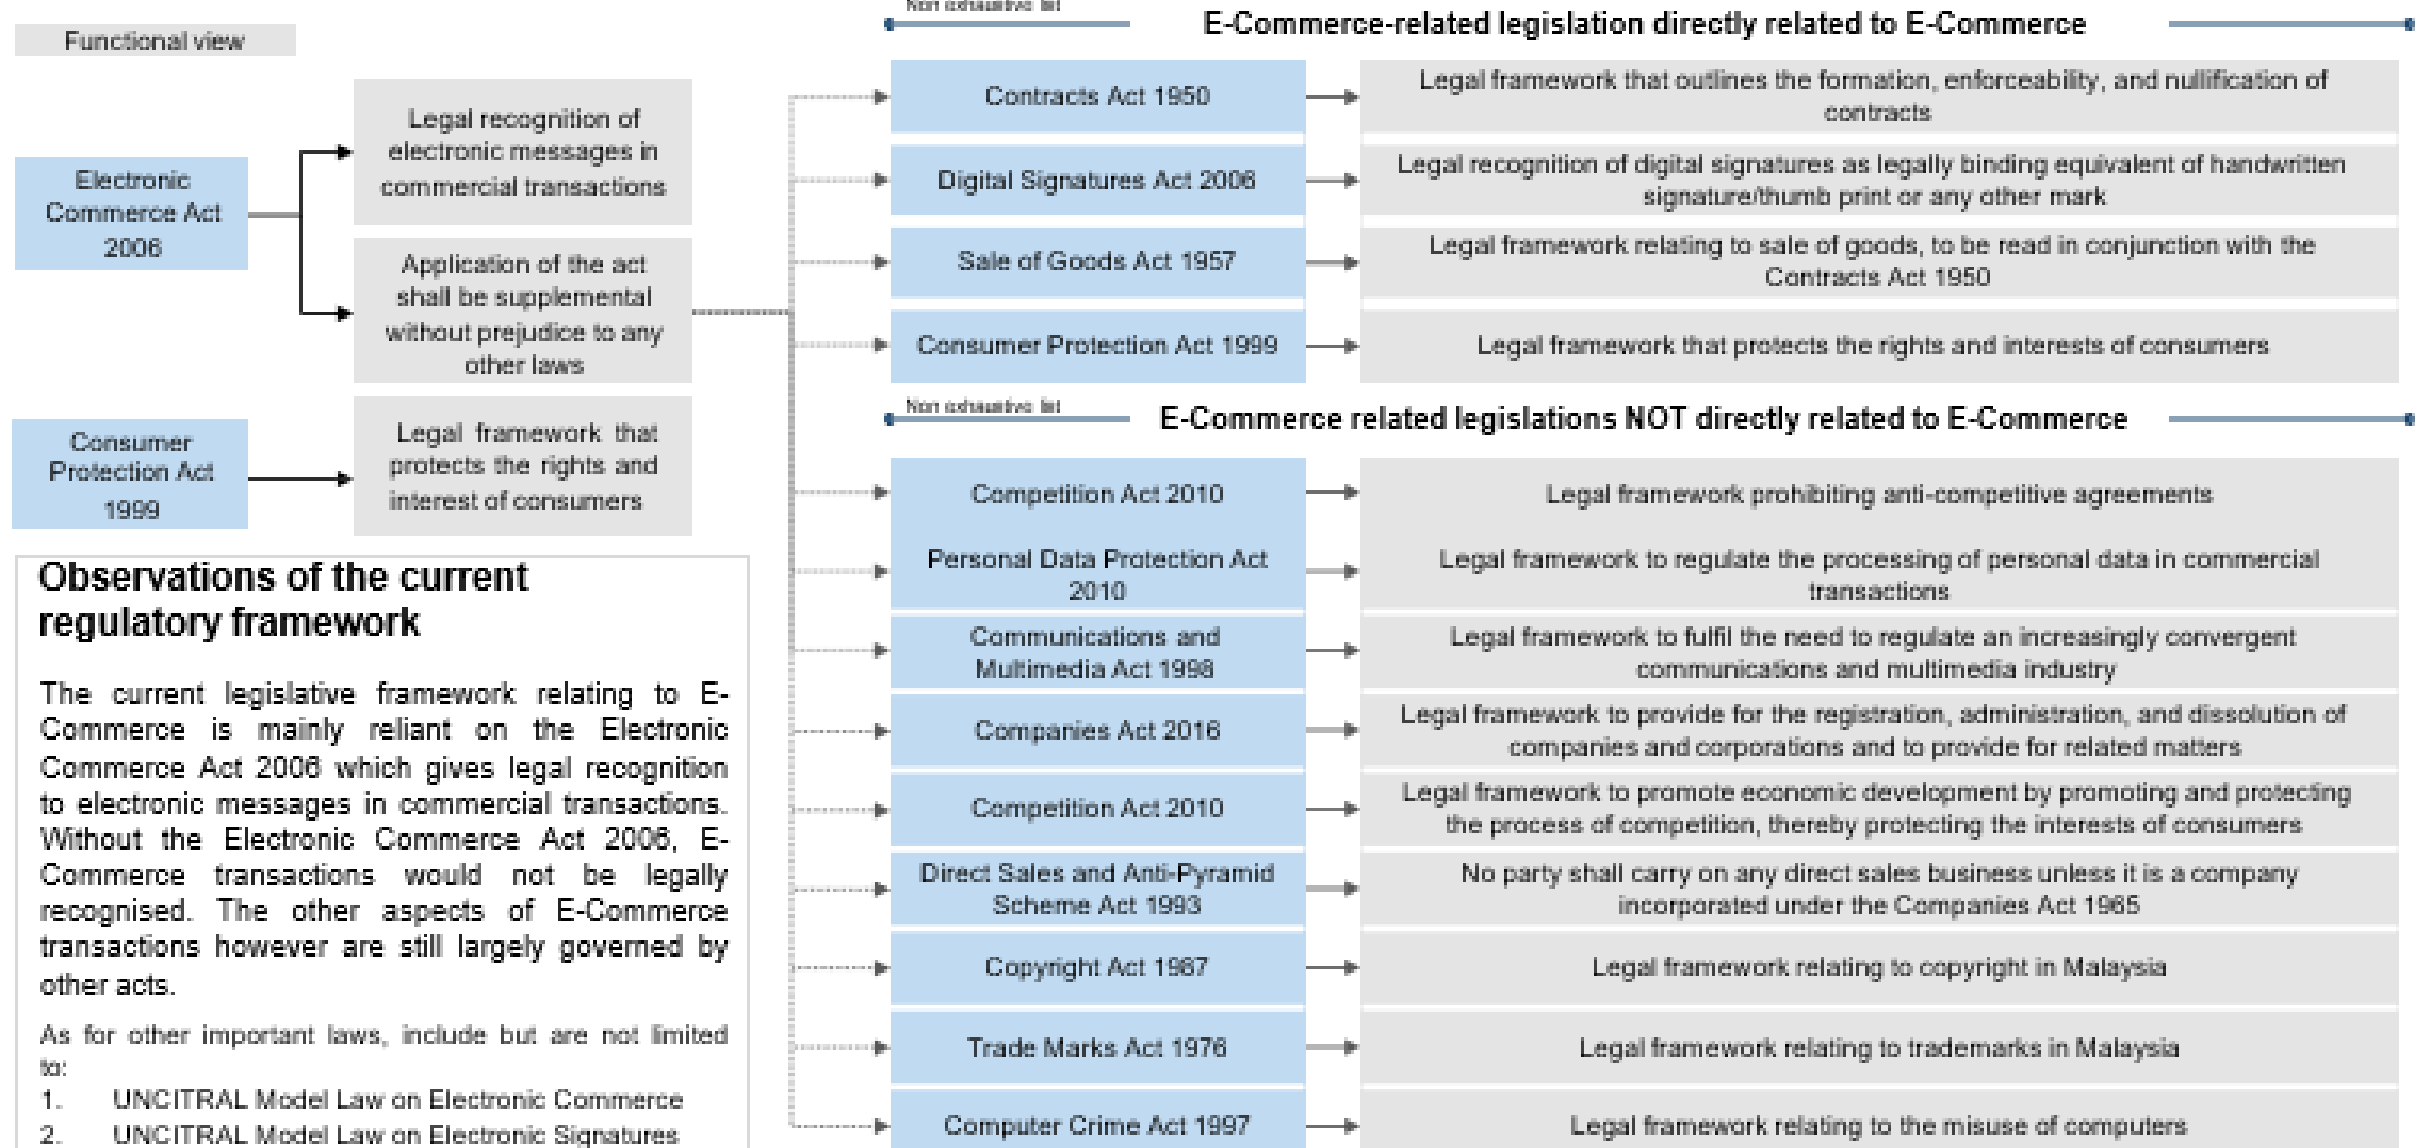 Functional view
Electronic
Commerce Act
2006
Legal recognition of
electronic messages in
commercial transactions
Application of the act
shall be supplemental
without prejudice to any
other laws
Consumer
Protection Act
1999
Legal framework that
protects the rights and
interest of consumers
Observations of the current
regulatory framework
The current legislative framework relating to E-
Commerce is mainly reliant on the Electronic
Commerce Act 2006 which gives legal recognition
to electronic messages in commercial transactions.
Without the Electronic Commerce Act 2006, E-
Commerce transactions would not be legally
recognised. The other aspects of E-Commerce
transactions however are still largely governed by
other acts.
As for other important laws, include but are not limited
to:
1. UNCITRAL Model Law on Electronic Commerce
2. UNCITRAL Model Law on Electronic Signatures
Non exhaustive list
E-Commerce-related legislation directly related to E-Commerce
Contracts Act 1950
Legal framework that outlines the formation, enforceability, and nullification of
contracts
Digital Signatures Act 2006
Legal recognition of digital signatures as legally binding equivalent of handwritten
signature/thumb print or any other mark
Sale of Goods Act 1957
Legal framework relating to sale of goods, to be read in conjunction with the
Contracts Act 1950
Consumer Protection Act 1999
Legal framework that protects the rights and interests of consumers
Non exhaustive list
E-Commerce related legislations NOT directly related to E-Commerce
Competition Act 2010
Legal framework prohibiting anti-competitive agreements
Personal Data Protection Act
2010
Legal framework to regulate the processing of personal data in commercial
transactions
Communications and
Multimedia Act 1998
Legal framework to fulfil the need to regulate an increasingly convergent
communications and multimedia industry
Companies Act 2016
Legal framework to provide for the registration, administration, and dissolution of
companies and corporations and to provide for related matters
Competition Act 2010
Legal framework to promote economic development by promoting and protecting
the process of competition, thereby protecting the interests of consumers
Direct Sales and Anti-Pyramid
Scheme Act 1993
No party shall carry on any direct sales business unless it is a company
incorporated under the Companies Act 1965
Copyright Act 1987
Legal framework relating to copyright in Malaysia
Trade Marks Act 1976
Legal framework relating to trademarks in Malaysia
Computer Crime Act 1997
Legal framework relating to the misuse of computers